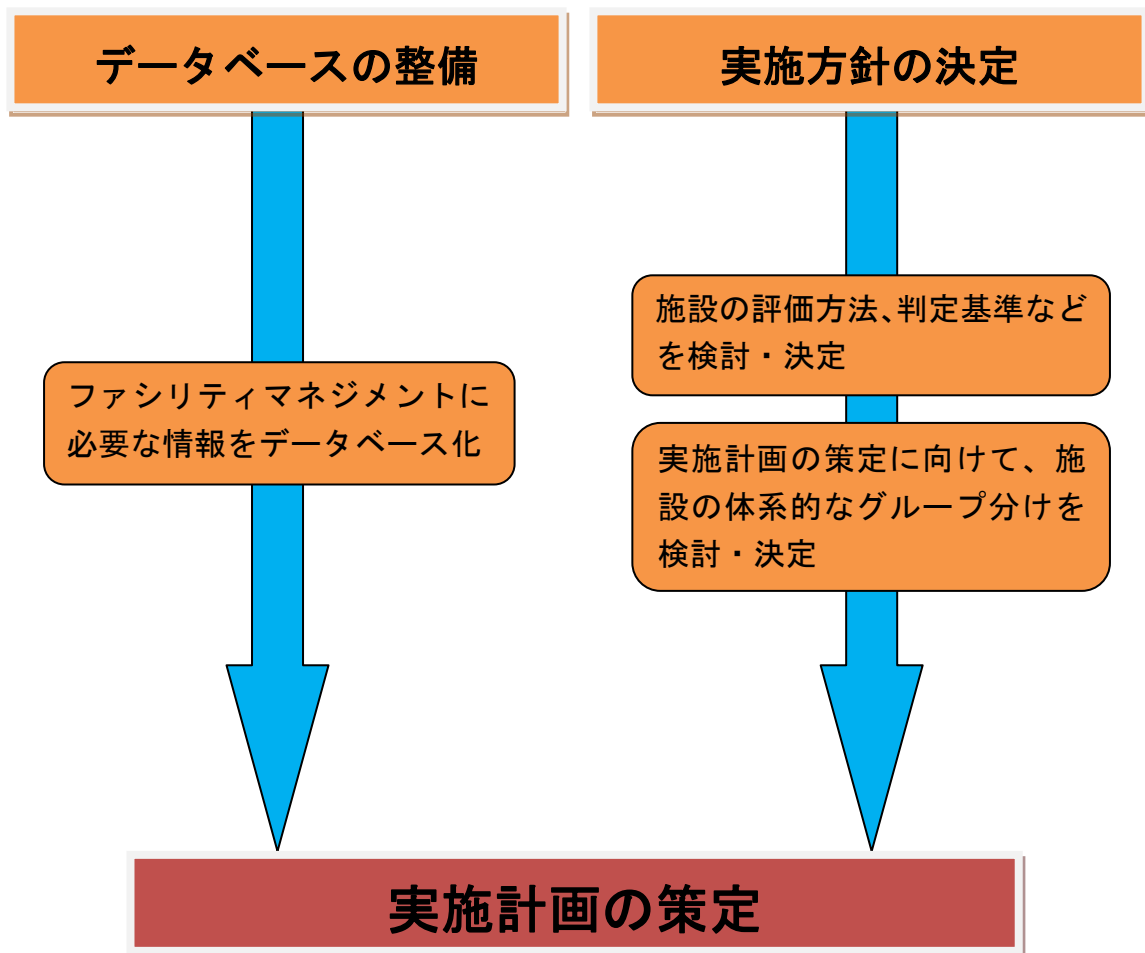 データベースの整備
実施方針の決定
ファシリティマネジメントに
必要な情報をデータベース化
施設の評価方法、判定基準など
を検討・決定
実施計画の策定に向けて、施
設の体系的なグループ分けを
検討・決定
実施計画の策定